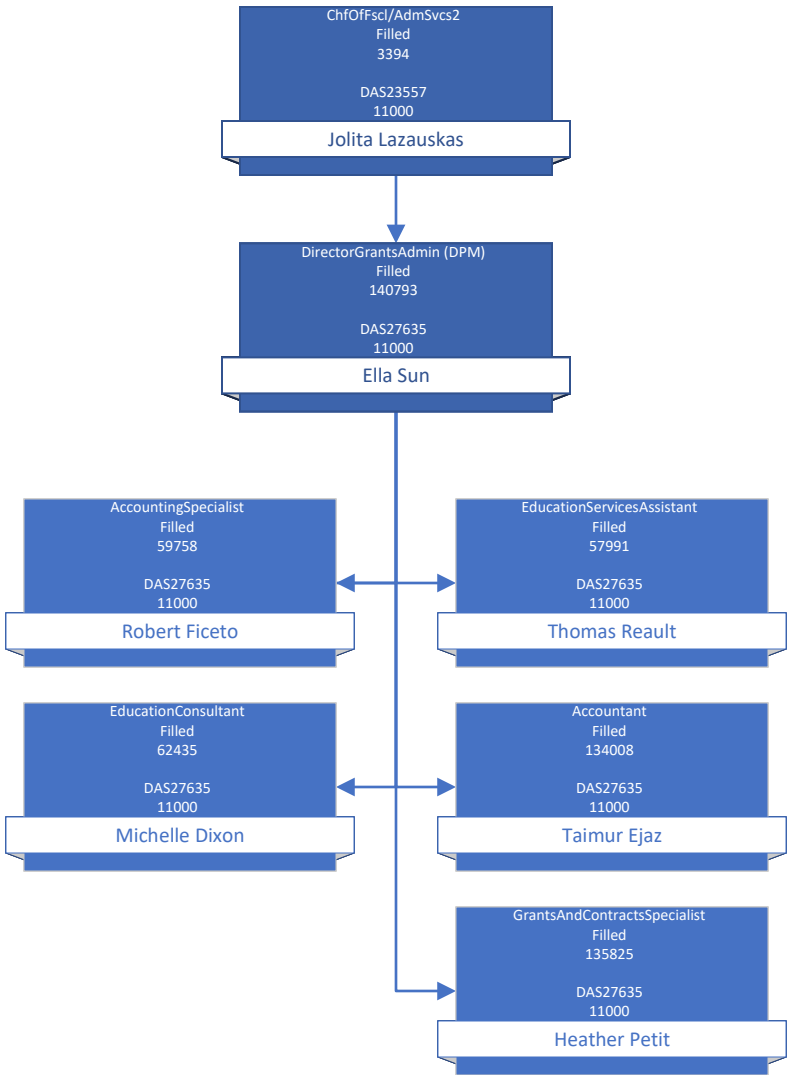 ChfOfFscl/AdmSvcs2
Filled
3394
DAS23557
11000
Jolita Lazauskas
DirectorGrantsAdmin (DPM)
Filled
140793
DAS27635
11000
Ella Sun
AccountingSpecialist
Filled
59758
DAS27635
11000
Robert Ficeto
EducationServicesAssistant
Filled
57991
DAS27635
11000
Thomas Reault
EducationConsultant
Filled
62435
DAS27635
11000
Michelle Dixon
Accountant
Filled
134008
DAS27635
11000
Taimur Ejaz
GrantsAndContractsSpecialist
Filled
135825
DAS27635
11000
Heather Petit